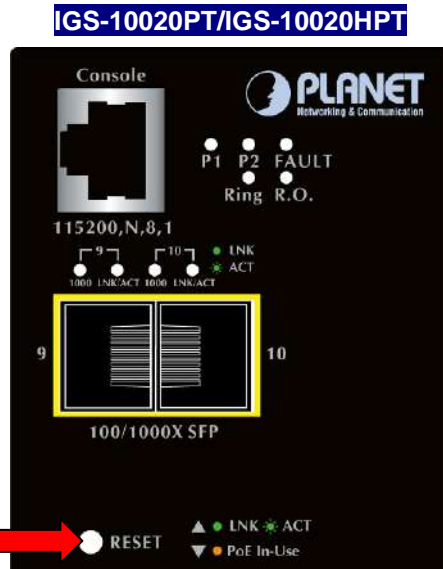 IGS-10020PT/IGS-10020HPT
Console
PLANET
Networking & Communication
P1 P2 FAULT
Ring R.O.
115200,N,8,1
9 10 LNK
ACT
1000 LNK/ACT 1000 LNK/ACT
9 10
100/1000X SFP
RESET
LNK ACT
PoE In-Use